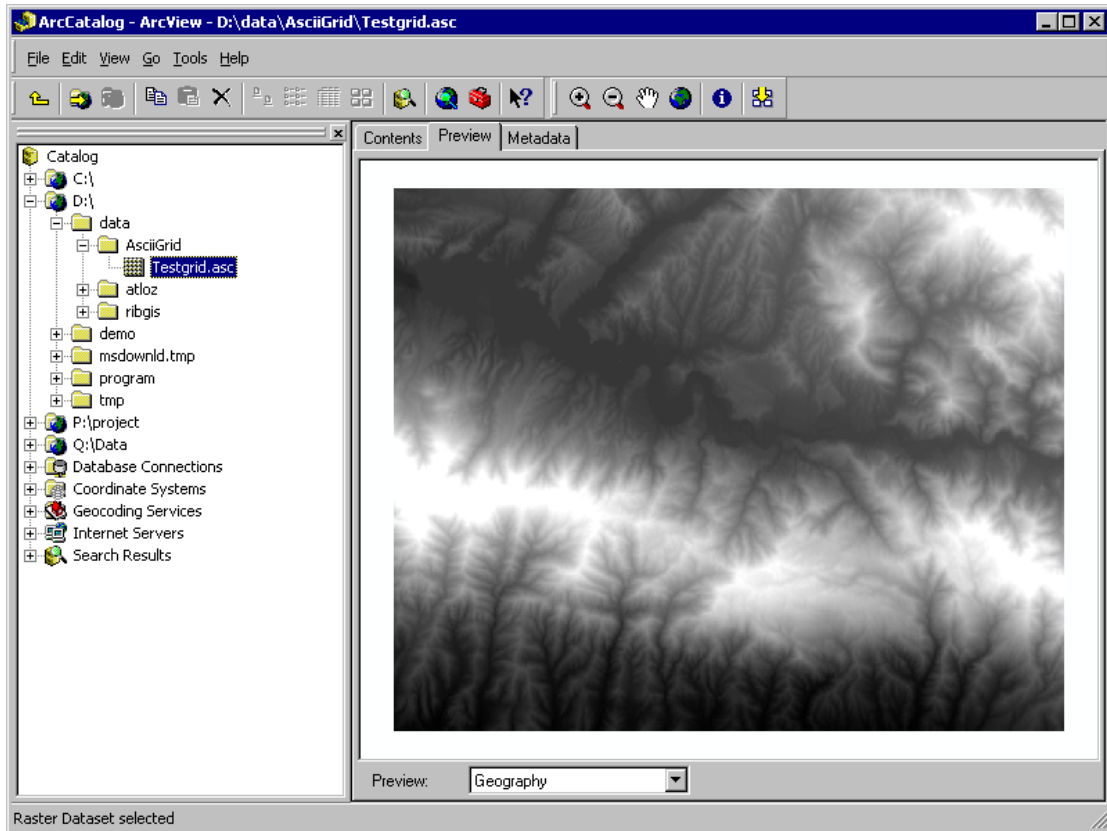 ArcCatalog - ArcView - D:\data\AsciiGrid\Testgrid.asc
File Edit View Go Tools Help
Contents Preview Metadata
Catalog
C:\
D:\
data
AsciiGrid
Testgrid.asc
atloz
ribgis
demo
msdownld.tmp
program
tmp
P:\project
Q:\Data
Database Connections
Coordinate Systems
Geocoding Services
Internet Servers
Search Results
Preview: Geography
Raster Dataset selected